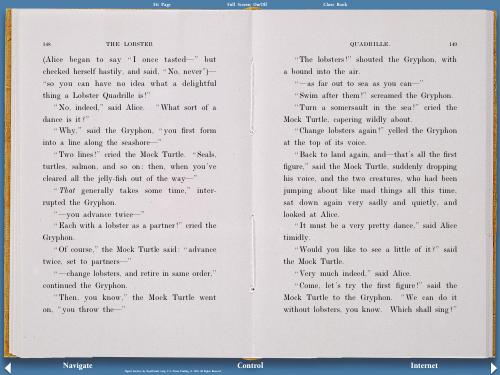 1st Page
Full Screen On/Off
Close Book
148
THE LOBSTER
(Alice began to say “I once tasted—” but
checked herself hastily, and said, “No, never”)—
“so you can have no idea what a delightful
thing a Lobster Quadrille is!”
“No, indeed,” said Alice. “What sort of a
dance is it?”
“Why,” said the Gryphon, “you first form
into a line along the seashore—”
“Two lines!” cried the Mock Turtle. “Seals,
turtles, salmon, and so on: then, when you've
cleared all the jelly-fish out of the way—”
“That generally takes some time,” inter-
rupted the Gryphon.
“—you advance twice—”
“Each with a lobster as a partner!” cried the
Gryphon.
“Of course,” the Mock Turtle said: “advance
twice, set to partners—”
“—change lobsters, and retire in same order,”
continued the Gryphon.
“Then, you know,” the Mock Turtle went
on, “you throw the—”
QUADRILLE.
149
“The lobsters!” shouted the Gryphon, with
a bound into the air.
“—as far out to sea as you can—”
“Swim after them!” screamed the Gryphon.
“Turn a somersault in the sea!” cried the
Mock Turtle, capering wildly about.
“Change lobsters again!” yelled the Gryphon
at the top of its voice.
“Back to land again, and—that's all the first
figure,” said the Mock Turtle, suddenly dropping
his voice, and the two creatures, who had been
jumping about like mad things all this time,
sat down again very sadly and quietly, and
looked at Alice.
“It must be a very pretty dance,” said Alice
timidly.
“Would you like to see a little of it?” said
the Mock Turtle.
“Very much indeed,” said Alice.
“Come, let's try the first figure!” said the
Mock Turtle to the Gryphon. “We can do it
without lobsters, you know. Which shall sing!”
Navigate
Control
Internet